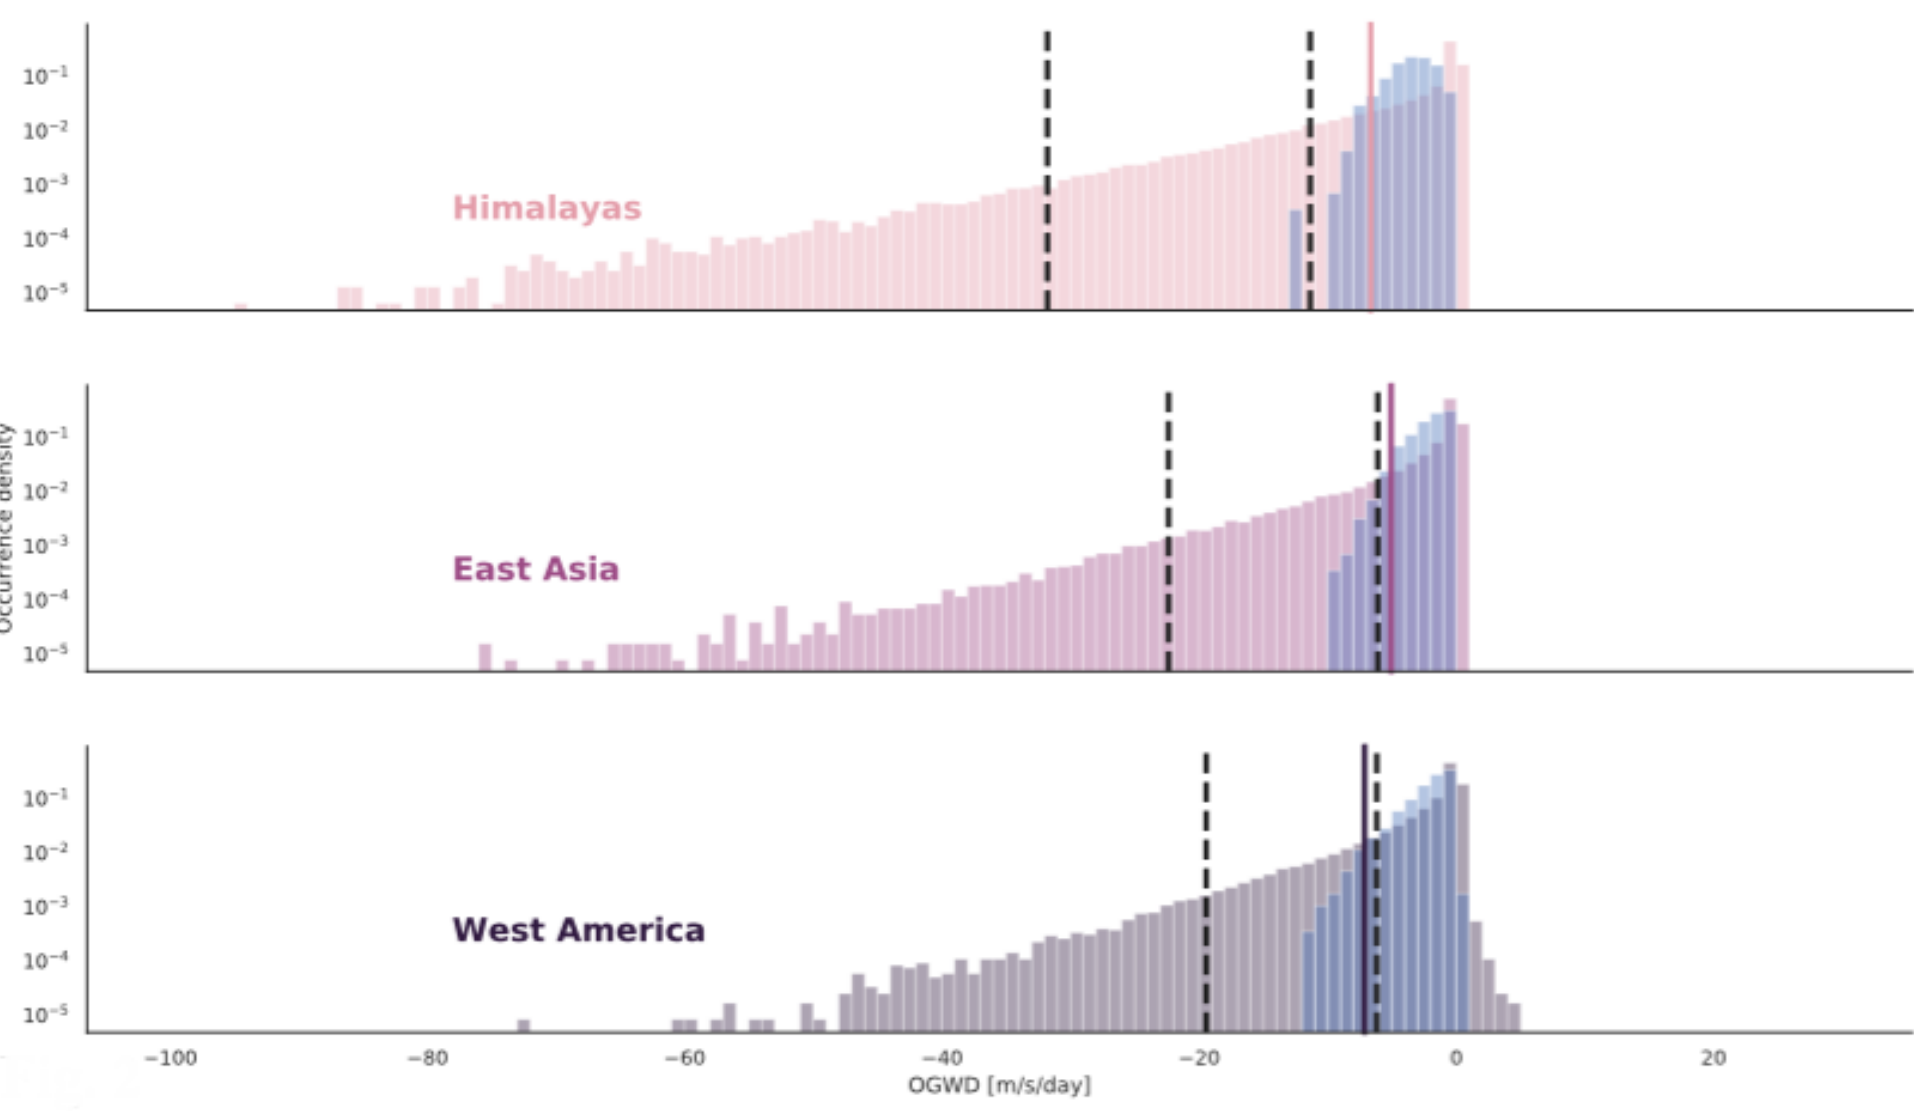 10⁻¹
10⁻²
10⁻³
10⁻⁴
10⁻⁵
Himalayas
Occurrence density
10⁻¹
10⁻²
10⁻³
10⁻⁴
10⁻⁵
East Asia
10⁻¹
10⁻²
10⁻³
10⁻⁴
10⁻⁵
West America
−100 −80 −60 −40 −20 0 20
OGWD [m/s/day]